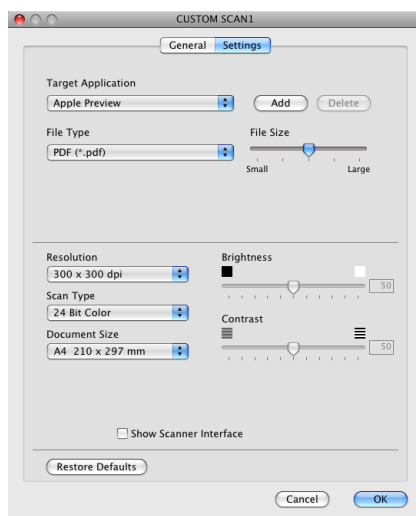 CUSTOM SCAN1
General Settings
Target Application
Apple Preview Add Delete
File Type File Size
PDF (*.pdf)
Small Large
Resolution Brightness
300 x 300 dpi
50
Scan Type
24 Bit Color
Contrast
Document Size
A4 210 x 297 mm 50
Show Scanner Interface
Restore Defaults
Cancel OK